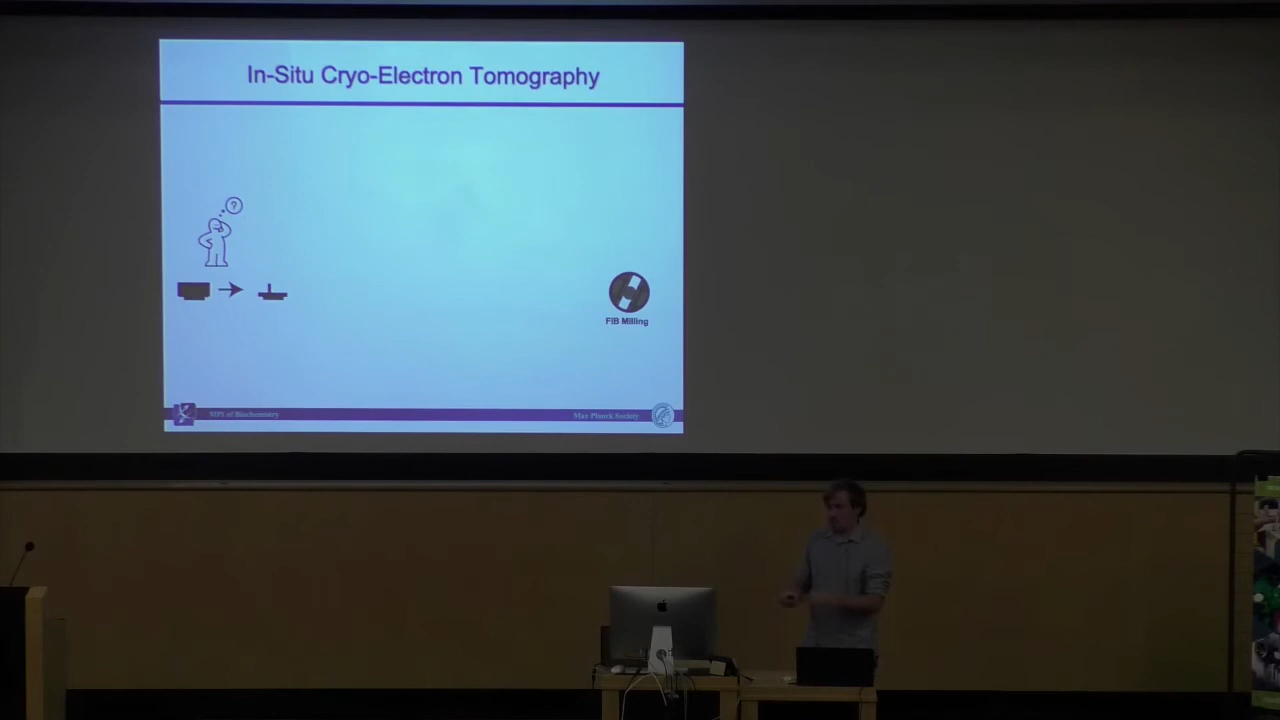 In-Situ Cryo-Electron Tomography
?
FIB Milling
MPI of Biochemistry
Max Planck Society